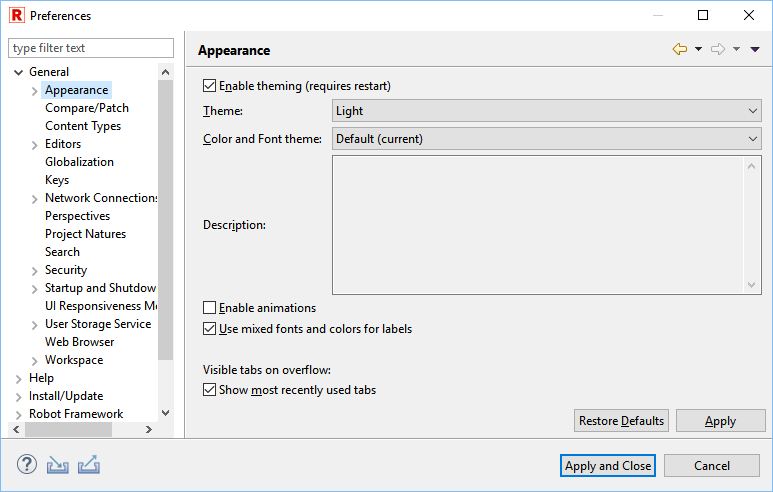 R Preferences
type filter text
General
Appearance
Compare/Patch
Content Types
Editors
Globalization
Keys
Network Connections
Perspectives
Project Natures
Search
Security
Startup and Shutdow
UI Responsiveness M
User Storage Service
Web Browser
Workspace
Help
Install/Update
Robot Framework
Appearance
Enable theming (requires restart)
Theme: Light
Color and Font theme: Default (current)
Description:
Enable animations
Use mixed fonts and colors for labels
Visible tabs on overflow:
Show most recently used tabs
Restore Defaults Apply
? Apply and Close Cancel